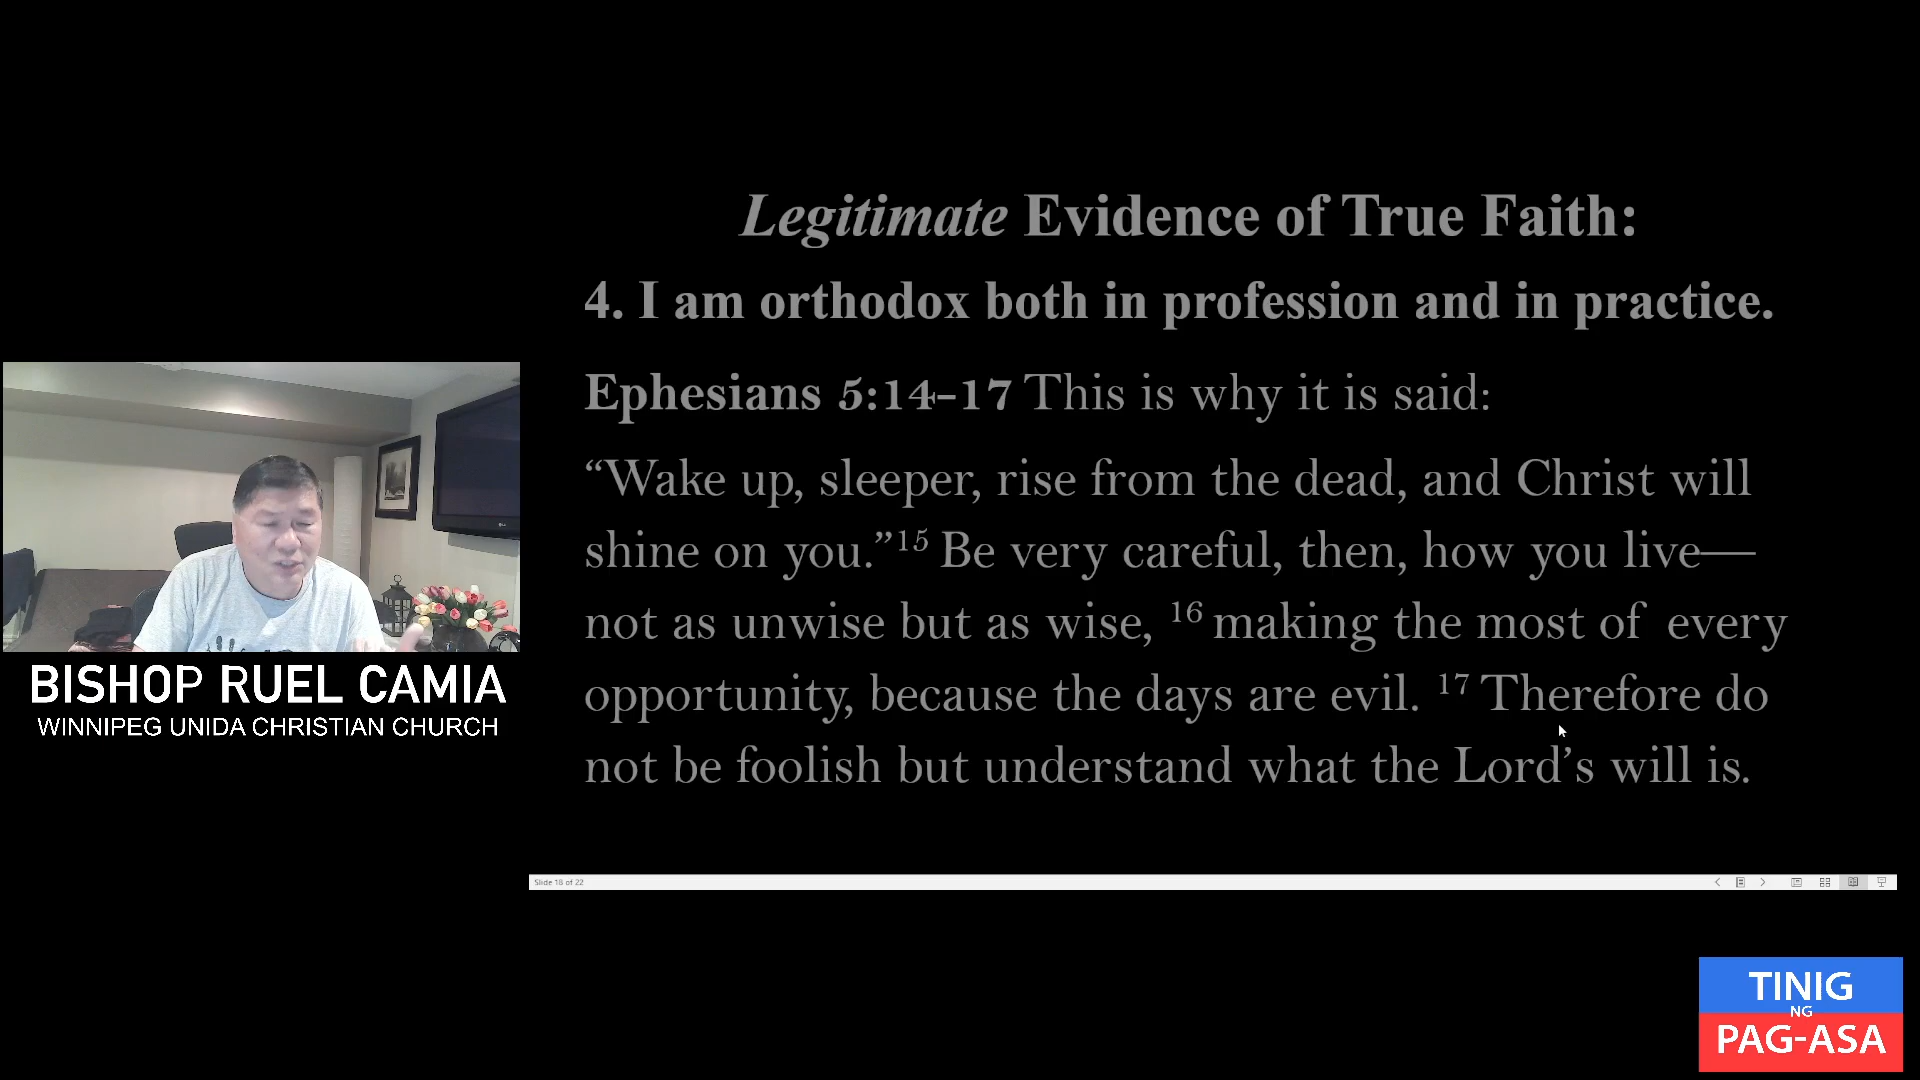 Legitimate Evidence of True Faith:
4. I am orthodox both in profession and in practice.
Ephesians 5:14–17 This is why it is said:
“Wake up, sleeper, rise from the dead, and Christ will
shine on you.”15 Be very careful, then, how you live—
not as unwise but as wise, 16 making the most of every
opportunity, because the days are evil. 17 Therefore do
not be foolish but understand what the Lord’s will is.
BISHOP RUEL CAMIA
WINNIPEG UNIDA CHRISTIAN CHURCH
Slide 18 of 22
TINIG
NG
PAG-ASA